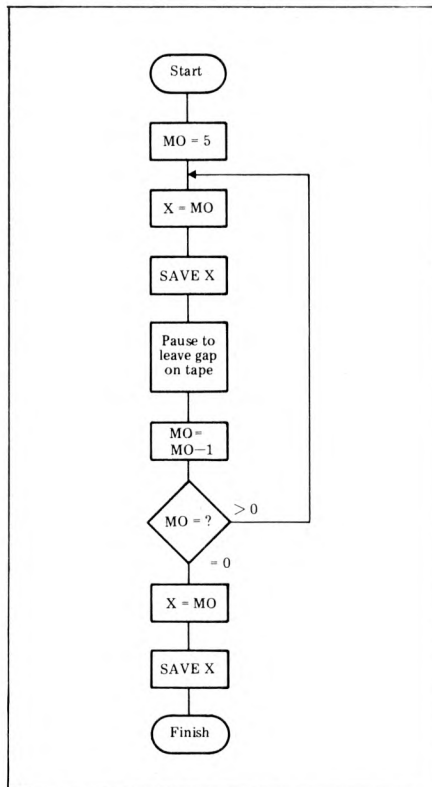 Start
MO = 5
X = MO
SAVE X
Pause to
leave gap
on tape
MO=
MO−1
MO = ?
> 0
= 0
X = MO
SAVE X
Finish